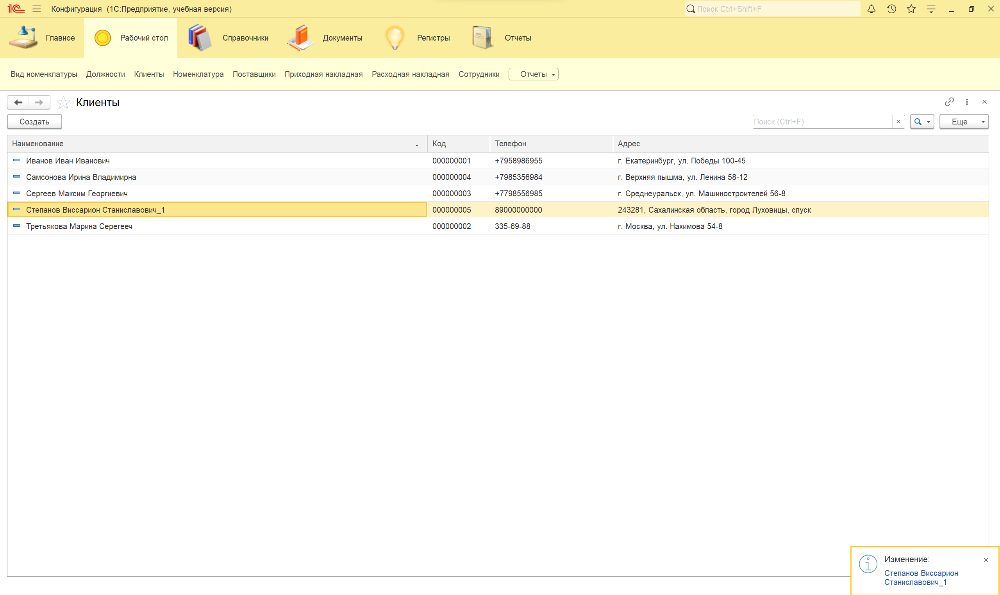 1С Конфигурация (1С:Предприятие, учебная версия) Поиск Ctrl+Shift+F
Главное Рабочий стол Справочники Документы Регистры Отчеты
Вид номенклатуры Должности Клиенты Номенклатура Поставщики Приходная накладная Расходная накладная Сотрудники Отчеты
Клиенты
Создать Поиск (Ctrl+F) Еще
Наименование Код Телефон Адрес
Иванов Иван Иванович 000000001 +7958986955 г. Екатеринбург, ул. Победы 100-45
Самсонова Ирина Владимирна 000000004 +7985356984 г. Верхняя пышма, ул. Ленина 58-12
Сергеев Максим Георгиевич 000000003 +7798556985 г. Среднеуральск, ул. Машиностроителей 56-8
Степанов Виссарион Станиславович_1 000000005 89000000000 243281, Сахалинская область, город Луховицы, спуск
Третьякова Марина Серегееч 000000002 335-69-88 г. Москва, ул. Нахимова 54-8
Изменение:
Степанов Виссарион
Станиславович_1